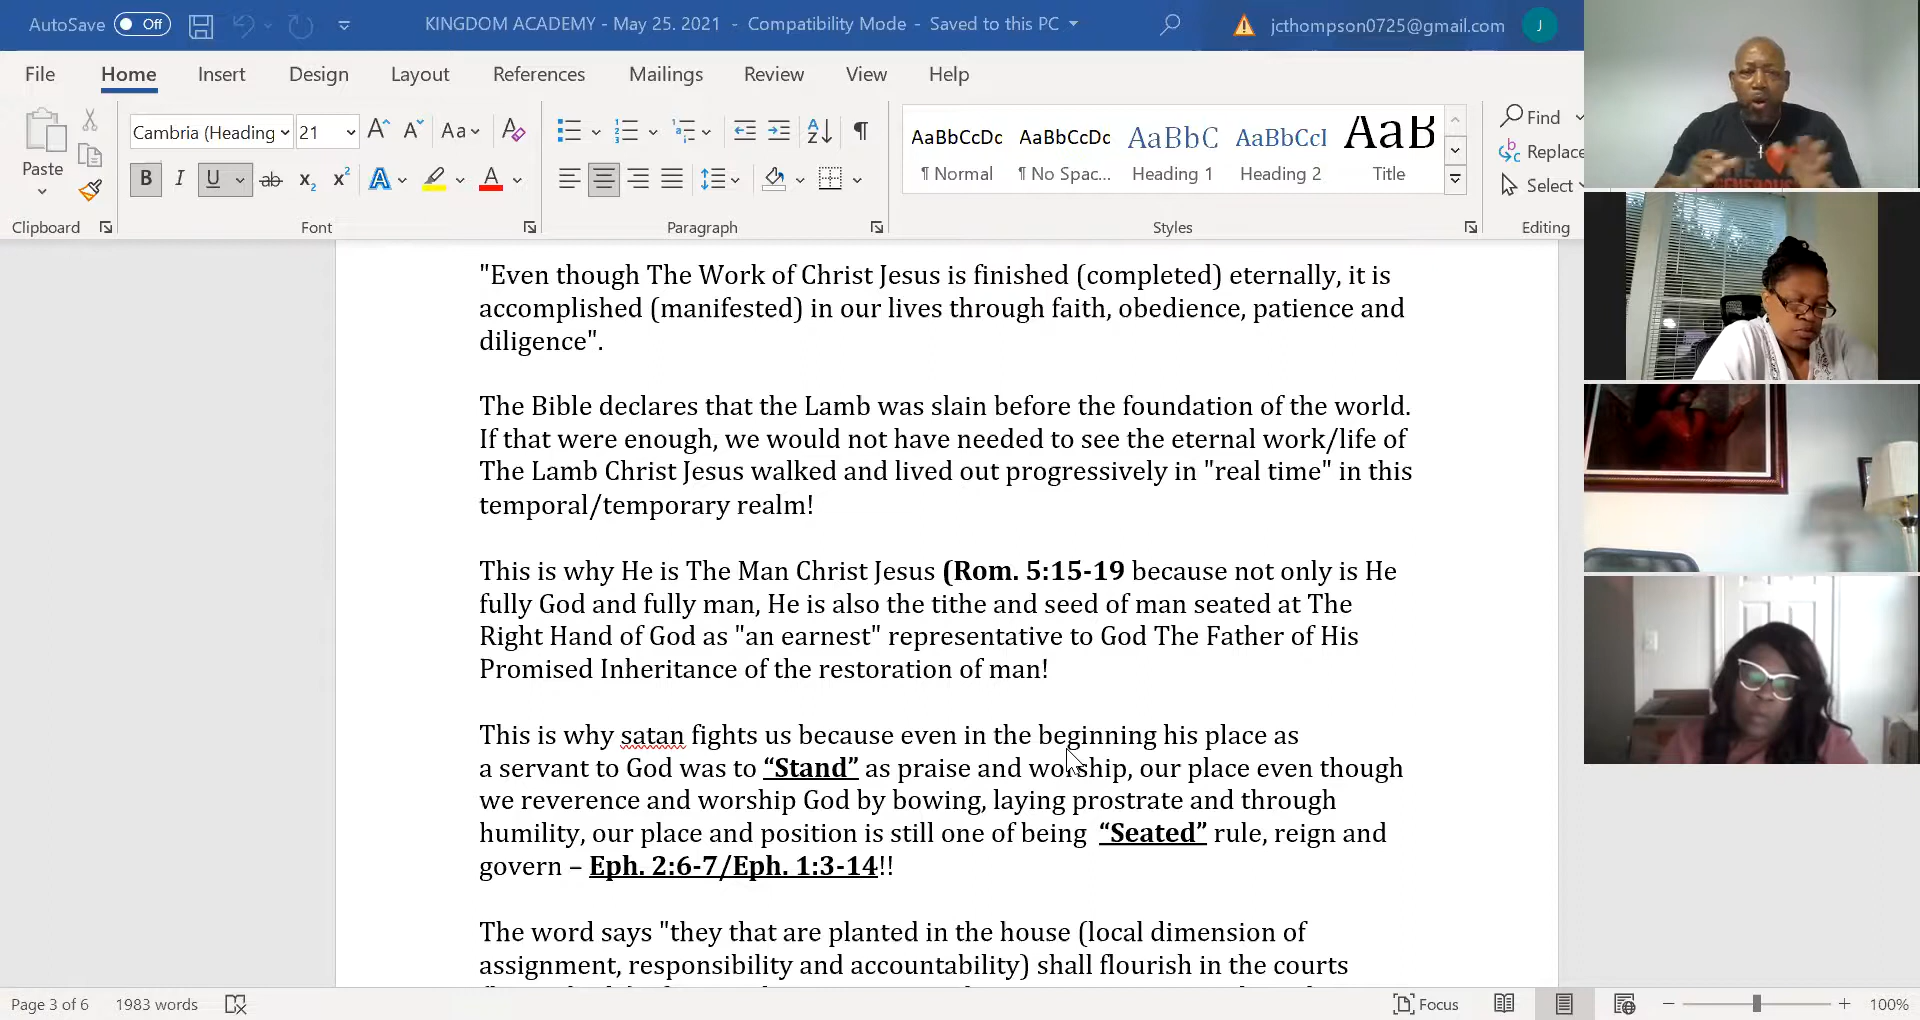 AutoSave Off KINGDOM ACADEMY - May 25. 2021 - Compatibility Mode - Saved to this PC jcthompson0725@gmail.com J
File Home Insert Design Layout References Mailings Review View Help
Cambria (Heading 21 Aa AaBbCcDc AaBbCcDc AaBbC AaBbCcI AaB Find
Paste B I U ab x2 x2 A A ¶ Normal ¶ No Spac... Heading 1 Heading 2 Title Replace
Select
Clipboard Font Paragraph Styles Editing
"Even though The Work of Christ Jesus is finished (completed) eternally, it is
accomplished (manifested) in our lives through faith, obedience, patience and
diligence".
The Bible declares that the Lamb was slain before the foundation of the world.
If that were enough, we would not have needed to see the eternal work/life of
The Lamb Christ Jesus walked and lived out progressively in "real time" in this
temporal/temporary realm!
This is why He is The Man Christ Jesus (Rom. 5:15-19 because not only is He
fully God and fully man, He is also the tithe and seed of man seated at The
Right Hand of God as "an earnest" representative to God The Father of His
Promised Inheritance of the restoration of man!
This is why satan fights us because even in the beginning his place as
a servant to God was to “Stand” as praise and worship, our place even though
we reverence and worship God by bowing, laying prostrate and through
humility, our place and position is still one of being “Seated” rule, reign and
govern – Eph. 2:6-7/Eph. 1:3-14!!
The word says "they that are planted in the house (local dimension of
assignment, responsibility and accountability) shall flourish in the courts
Page 3 of 6 1983 words Focus 100%